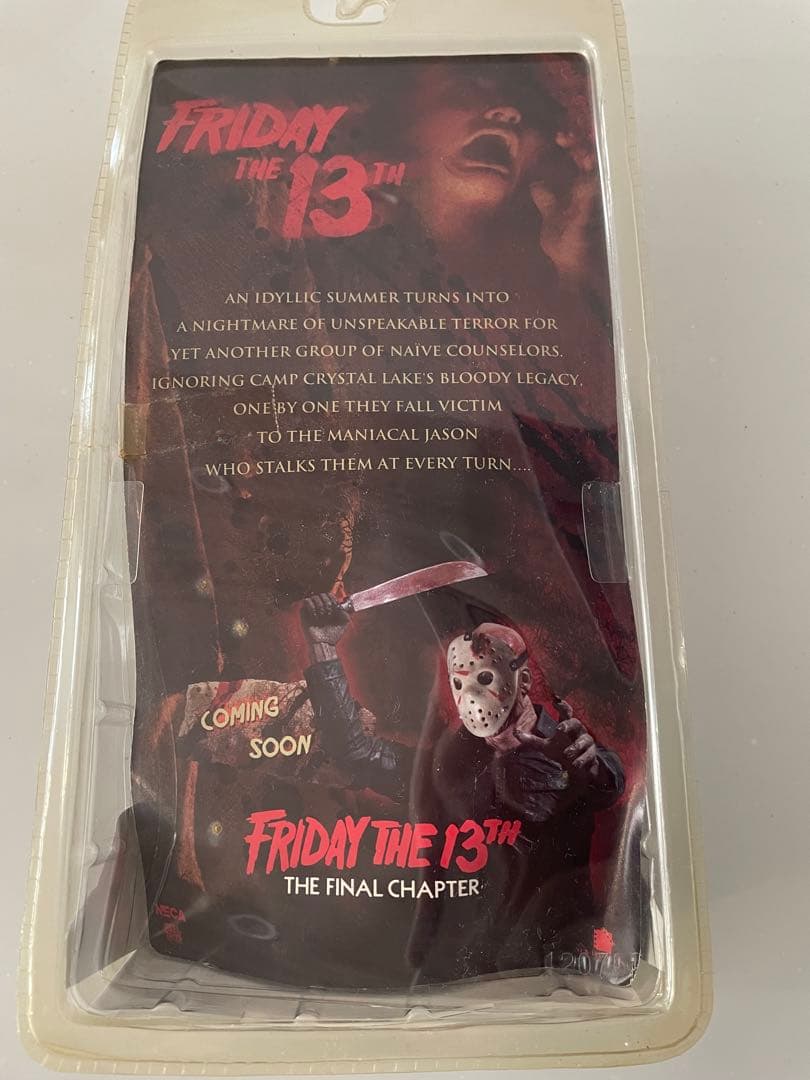 FRIDAY
THE 13TH
AN IDYLLIC SUMMER TURNS INTO
A NIGHTMARE OF UNSPEAKABLE TERROR FOR
YET ANOTHER GROUP OF NAÏVE COUNSELORS.
IGNORING CAMP CRYSTAL LAKE'S BLOODY LEGACY,
ONE BY ONE THEY FALL VICTIM
TO THE MANIACAL JASON
WHO STALKS THEM AT EVERY TURN....
COMING
SOON
FRIDAY THE 13TH
THE FINAL CHAPTER
NECA